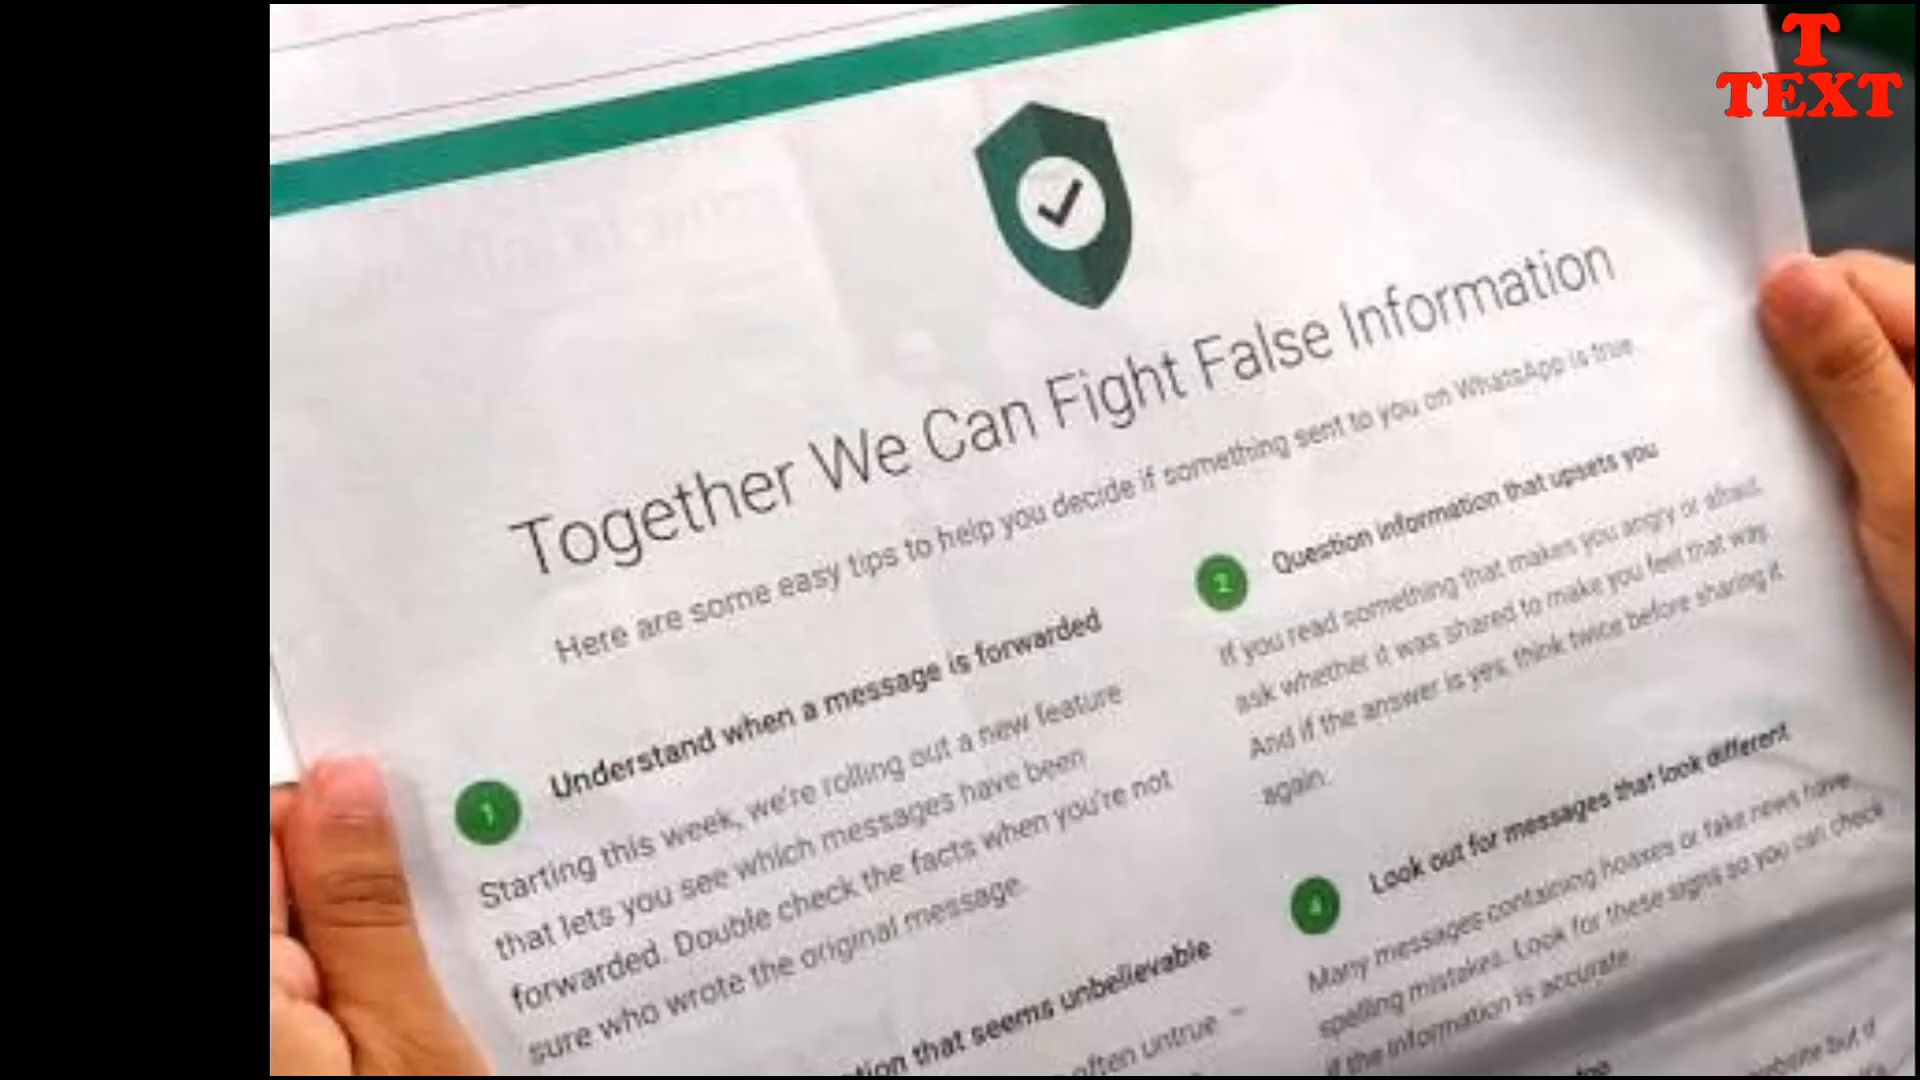 T
TEXT
Together We Can Fight False Information
Here are some easy tips to help you decide if something sent to you on WhatsApp is true.
1 Understand when a message is forwarded
Starting this week, we're rolling out a new feature
that lets you see which messages have been
forwarded. Double check the facts when you're not
sure who wrote the original message.
2 Question information that upsets you
If you read something that makes you angry or afraid,
ask whether it was shared to make you feel that way.
And if the answer is yes, think twice before sharing it
again.
that seems unbelievable
often untrue –
4 Look out for messages that look different
Many messages containing hoaxes or fake news have
spelling mistakes. Look for these signs so you can check
if the information is accurate.
website but if